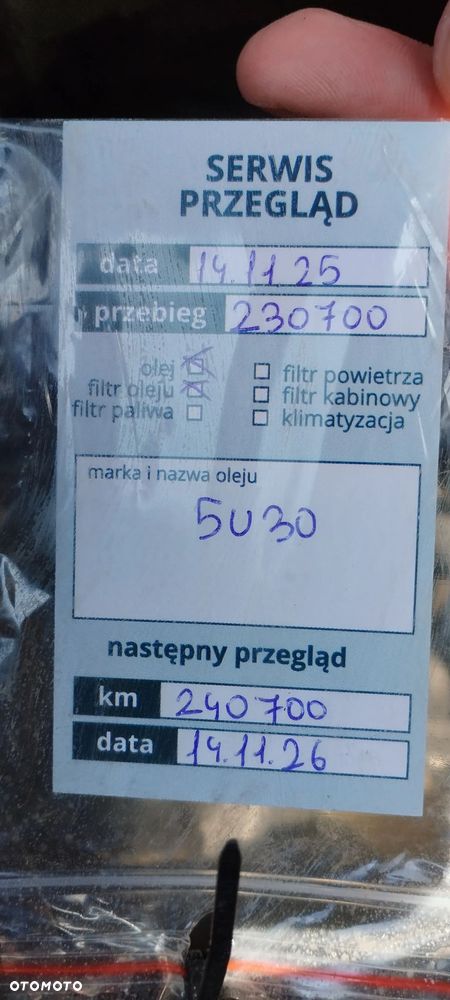 SERWIS
PRZEGLĄD
data 14.11 25
przebieg 230700
olej
filtr oleju
filtr paliwa
filtr powietrza
filtr kabinowy
klimatyzacja
marka i nazwa oleju
5U30
następny przegląd
km 240700
data 14.11.26
OTOMOTO